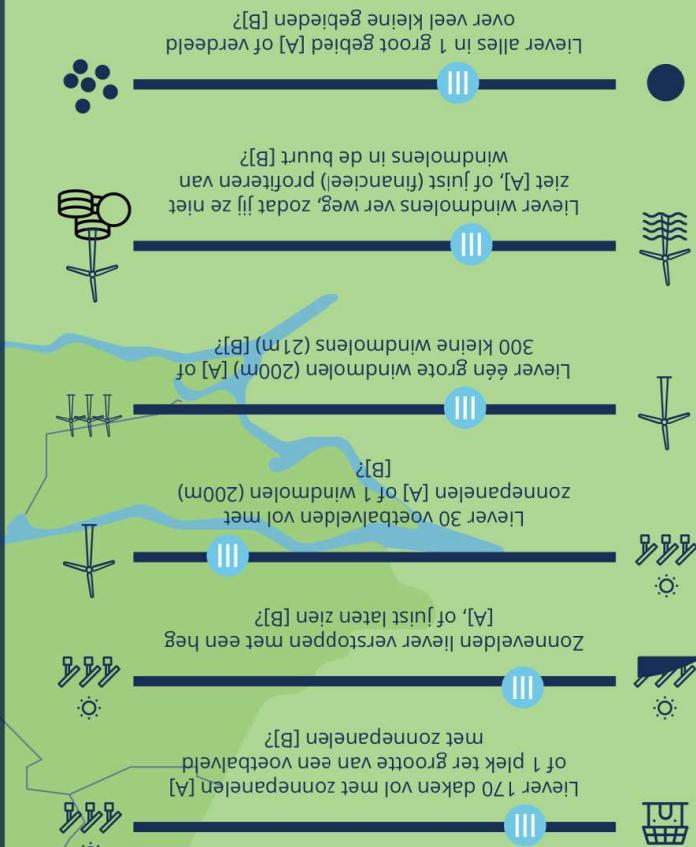 Liever 170 daken vol met zonnepanelen [A]
of 1 plek ter grootte van een voetbalveld
met zonnepanelen [B]?
Zonnevelden liever verstoppen met een heg
[A], of juist laten zien [B]?
Liever 30 voetbalvelden vol met
zonnepanelen [A] of 1 windmolen (200m)
[B]?
Liever één grote windmolen (200m) [A] of
300 kleine windmolens (21m) [B]?
Liever windmolens ver weg, zodat jij ze niet
ziet [A], of juist (financieel) profiteren van
windmolens in de buurt [B]?
Liever alles in 1 groot gebied [A] of verdeeld
over veel kleine gebieden [B]?